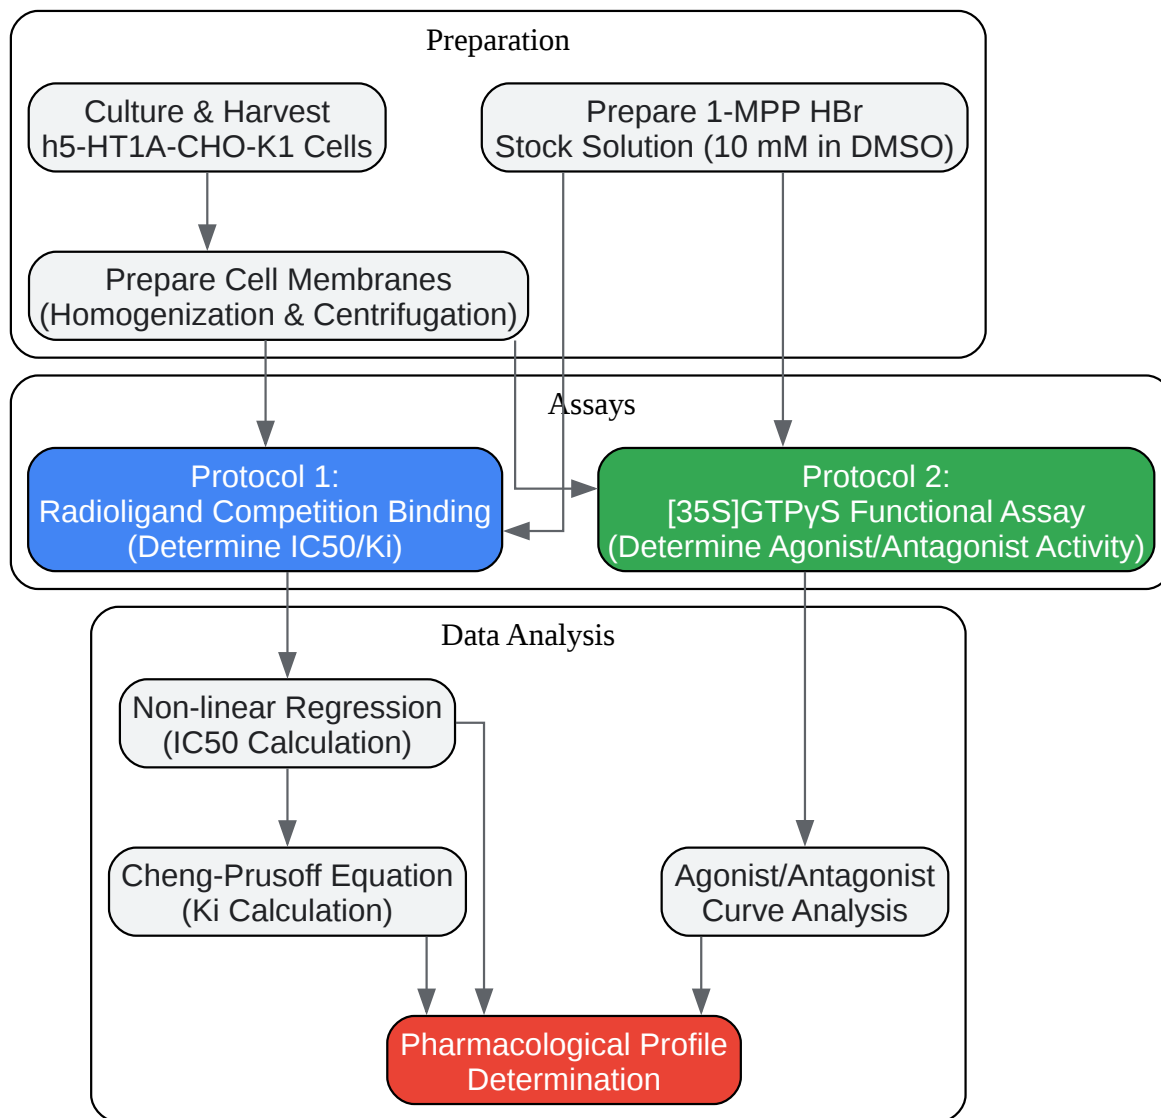 Preparation
Culture & Harvest
h5-HT1A-CHO-K1 Cells
Prepare 1-MPP HBr
Stock Solution (10 mM in DMSO)
Prepare Cell Membranes
(Homogenization & Centrifugation)
Assays
Protocol 1:
Radioligand Competition Binding
(Determine IC50/Ki)
Protocol 2:
[35S]GTPγS Functional Assay
(Determine Agonist/Antagonist Activity)
Data Analysis
Non-linear Regression
(IC50 Calculation)
Cheng-Prusoff Equation
(Ki Calculation)
Agonist/Antagonist
Curve Analysis
Pharmacological Profile
Determination